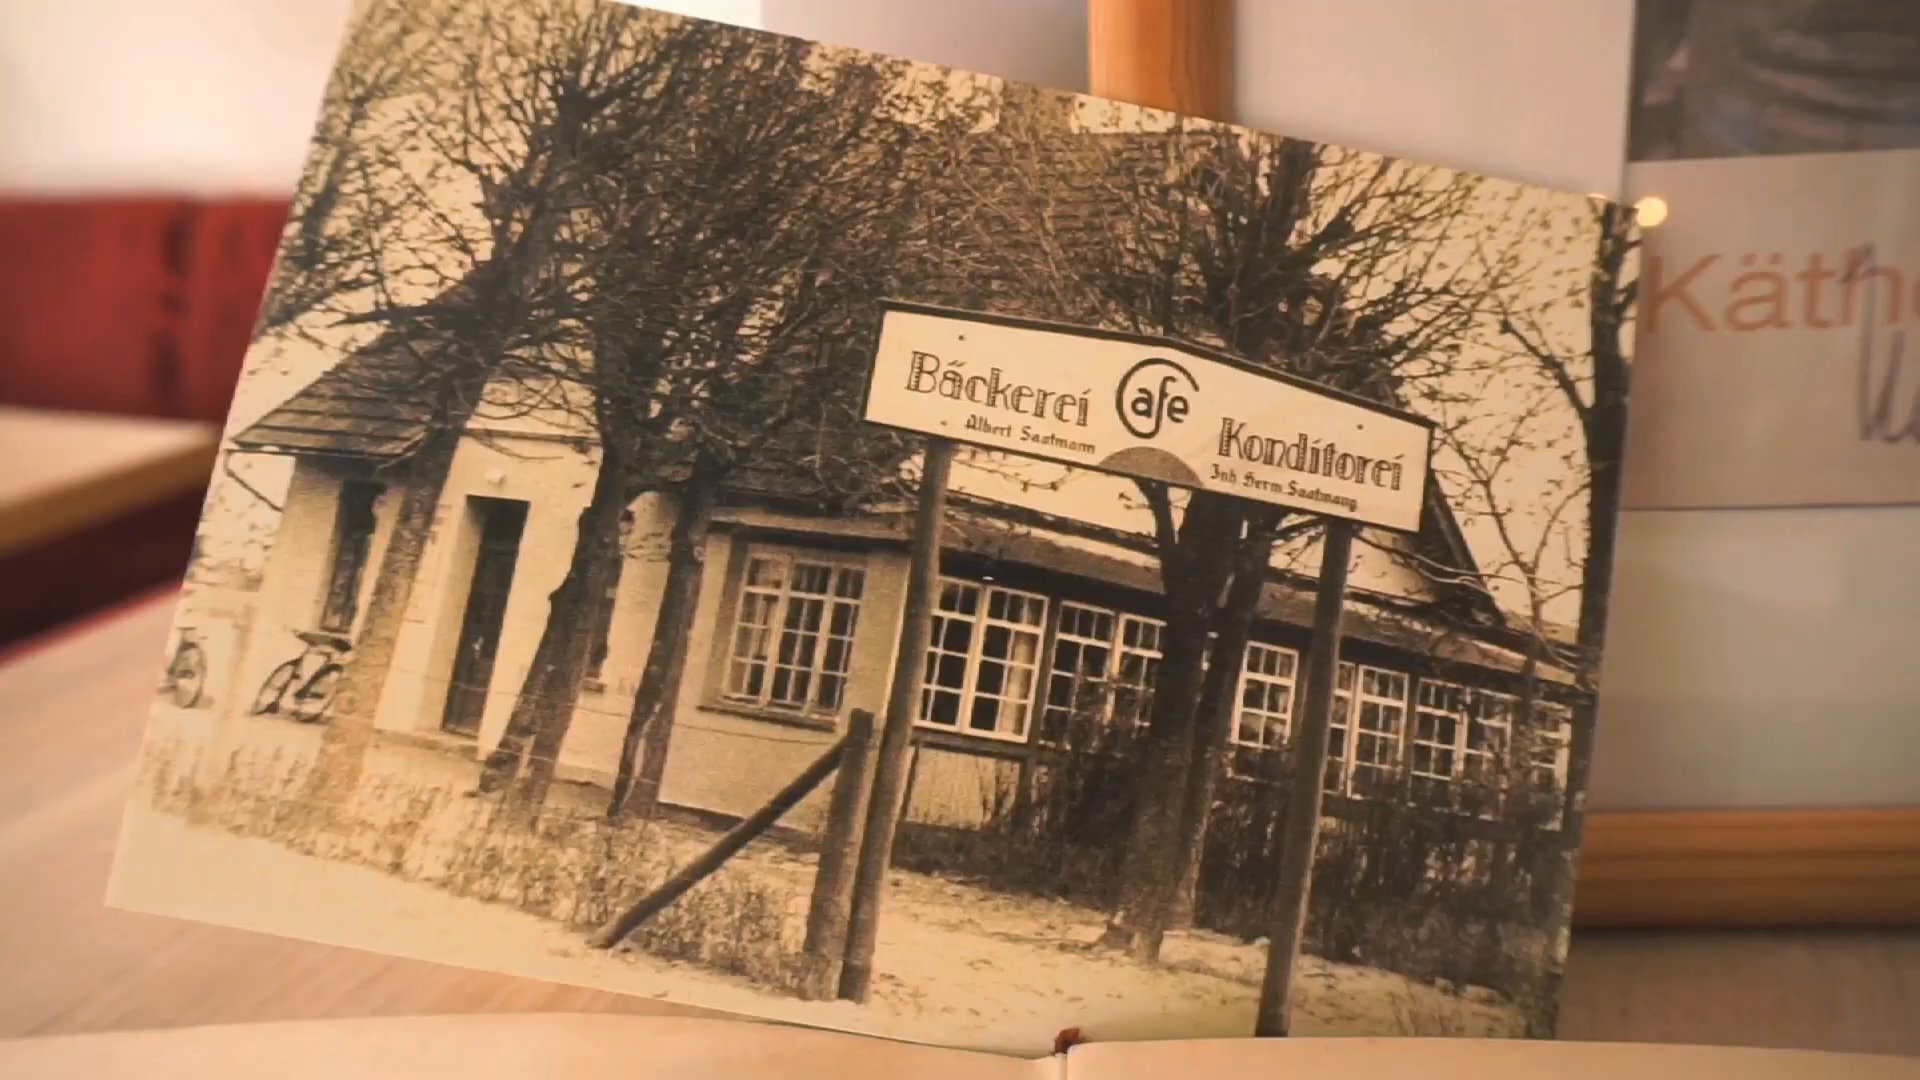 Bäckerei
Albert Saatmann
Cafe
Konditorei
Inh Herm. Saatmann
Käthe